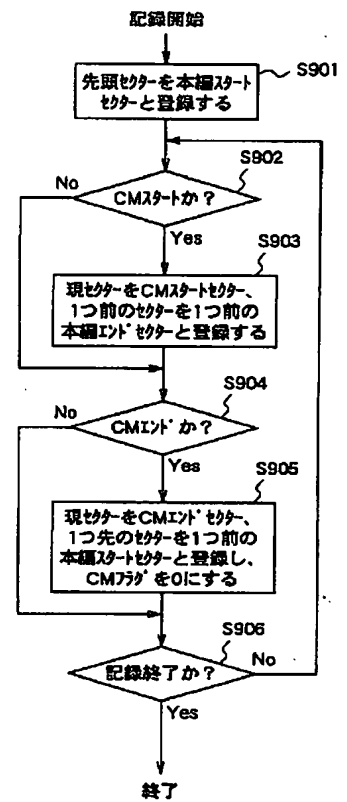 記録開始
S901
先頭ｾｸﾀｰを本編ｽﾀｰﾄ
ｾｸﾀｰと登録する
S902
No
CMｽﾀｰﾄか？
Yes
S903
現ｾｸﾀｰをCMｽﾀｰﾄｾｸﾀｰ、
1つ前のｾｸﾀｰを1つ前の
本編ｴﾝﾄﾞｾｸﾀｰと登録する
S904
No
CMｴﾝﾄﾞか？
Yes
S905
現ｾｸﾀｰをCMｴﾝﾄﾞｾｸﾀｰ、
1つ先のｾｸﾀｰを1つ前の
本編ｽﾀｰﾄｾｸﾀｰと登録し、
CMﾌﾗｸﾞを0にする
S906
記録終了か？
No
Yes
終了